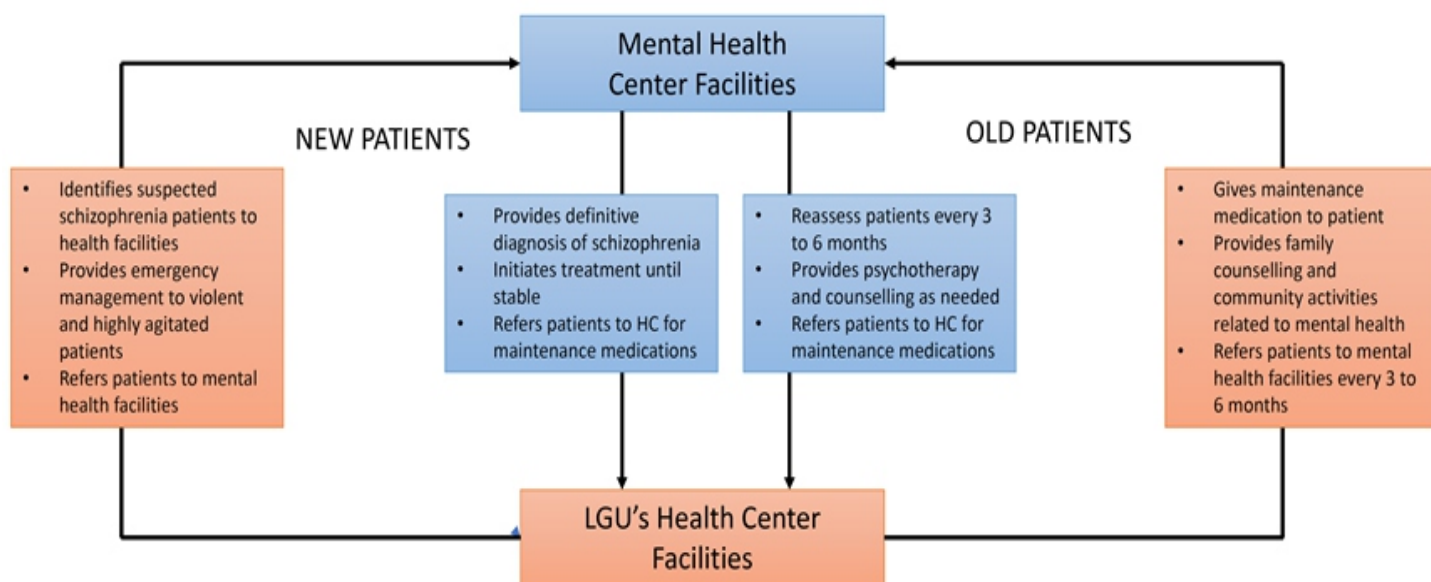 Mental Health
Center Facilities
NEW PATIENTS
OLD PATIENTS
• Identifies suspected
schizophrenia patients to
health facilities
• Provides emergency
management to violent
and highly agitated
patients
• Refers patients to mental
health facilities
• Provides definitive
diagnosis of schizophrenia
• Initiates treatment until
stable
• Refers patients to HC for
maintenance medications
• Reassess patients every 3
to 6 months
• Provides psychotherapy
and counselling as needed
• Refers patients to HC for
maintenance medications
• Gives maintenance
medication to patient
• Provides family
counselling and
community activities
related to mental health
• Refers patients to mental
health facilities every 3 to
6 months
LGU's Health Center
Facilities